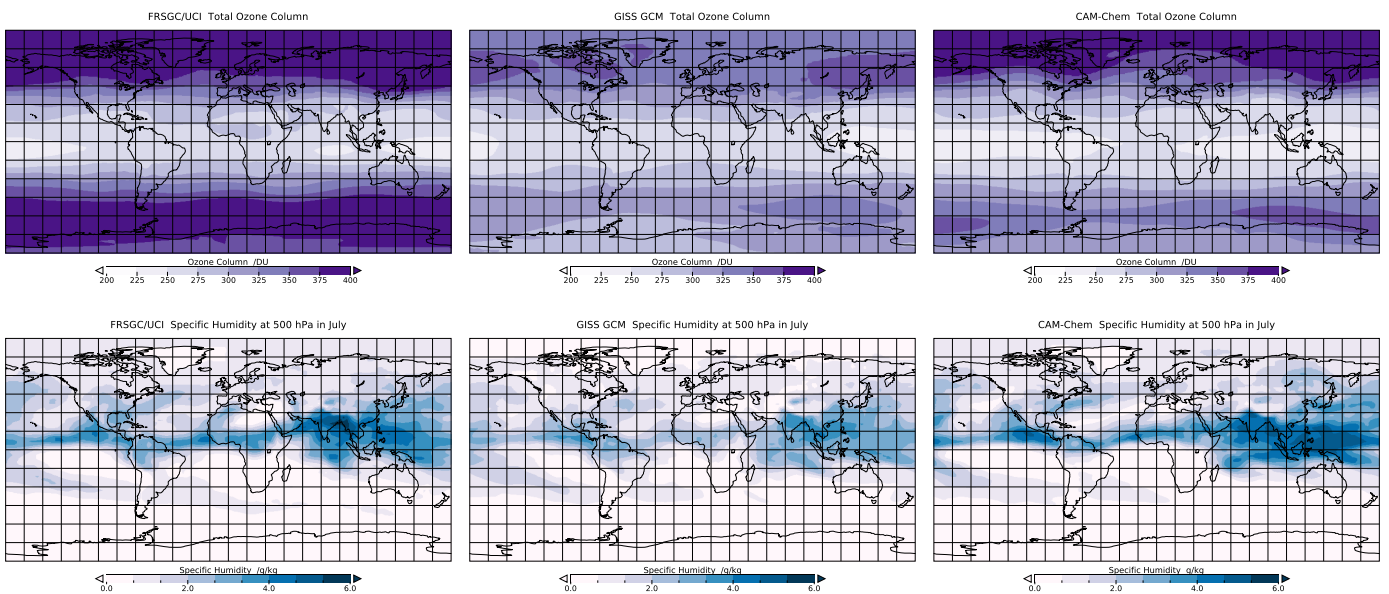 FRSGC/UCI  Total Ozone Column
GISS GCM  Total Ozone Column
CAM-Chem  Total Ozone Column
Ozone Column  /DU
200 225 250 275 300 325 350 375 400
Ozone Column  /DU
200 225 250 275 300 325 350 375 400
Ozone Column  /DU
200 225 250 275 300 325 350 375 400
FRSGC/UCI  Specific Humidity at 500 hPa in July
GISS GCM  Specific Humidity at 500 hPa in July
CAM-Chem  Specific Humidity at 500 hPa in July
Specific Humidity  /g/kg
0.0 2.0 4.0 6.0
Specific Humidity  /g/kg
0.0 2.0 4.0 6.0
Specific Humidity  g/kg
0.0 2.0 4.0 6.0